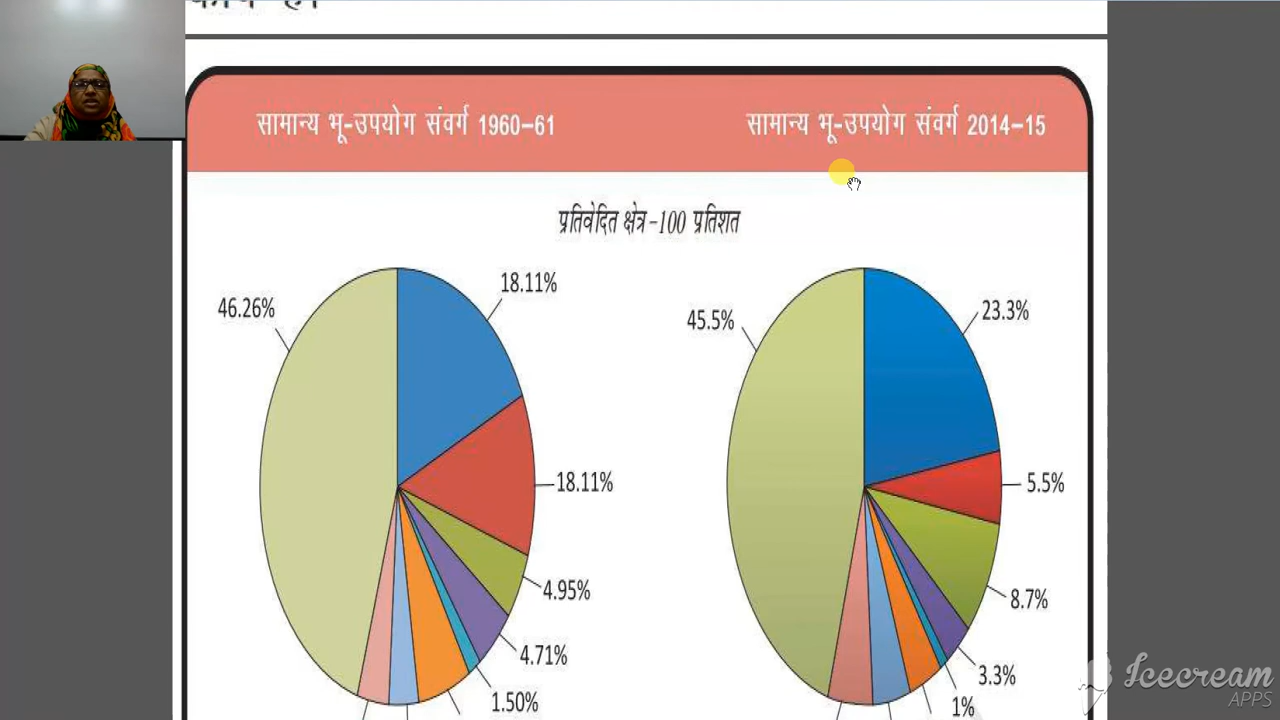 सामान्य भू-उपयोग संवर्ग 1960–61
सामान्य भू-उपयोग संवर्ग 2014–15
प्रतिवेदित क्षेत्र–100 प्रतिशत
46.26%
18.11%
18.11%
4.95%
4.71%
1.50%
45.5%
23.3%
5.5%
8.7%
3.3%
1%
Icecream
APPS